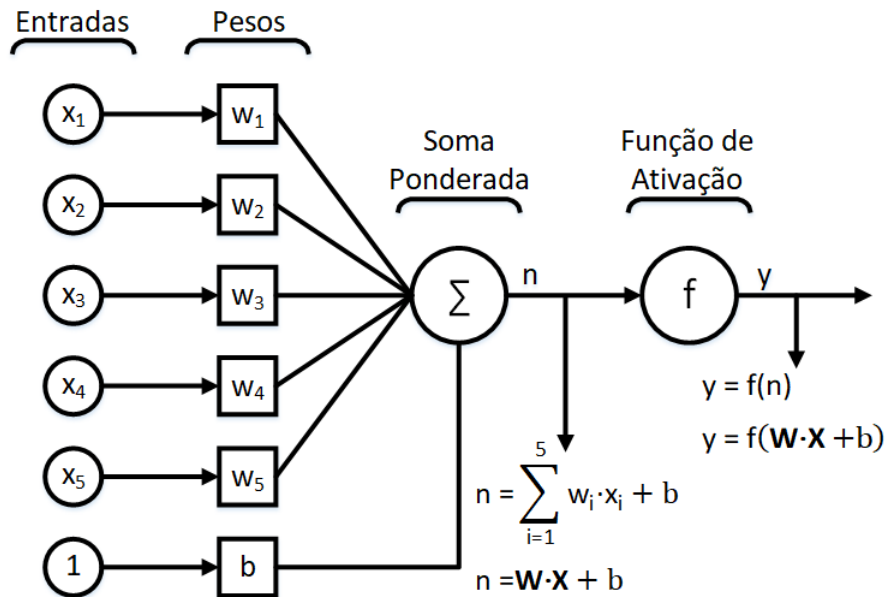 Entradas
Pesos
x₁
w₁
Soma
Ponderada
Função de
Ativação
x₂
w₂
x₃
w₃
∑
n
f
y
x₄
w₄
y = f(n)
y = f(W·X +b)
x₅
w₅
n = ∑_{i=1}^{5} wᵢ·xᵢ + b
1
b
n =W·X + b